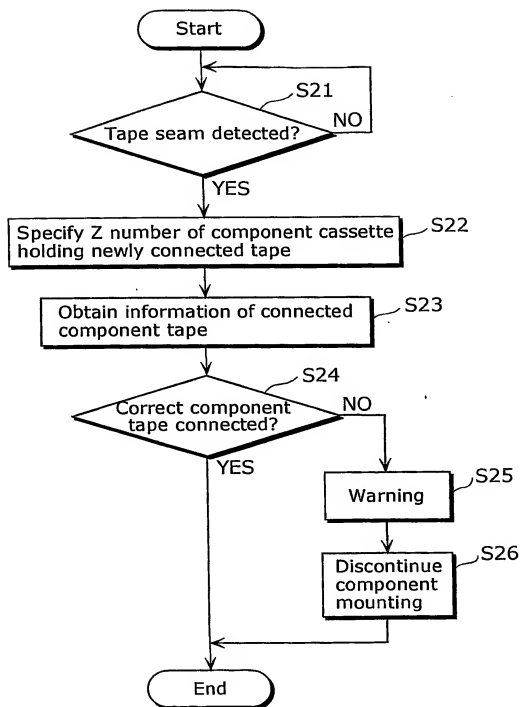 Start
S21
Tape seam detected?
NO
YES
S22
Specify Z number of component cassette
holding newly connected tape
S23
Obtain information of connected
component tape
S24
Correct component
tape connected?
NO
YES
S25
Warning
S26
Discontinue
component
mounting
End